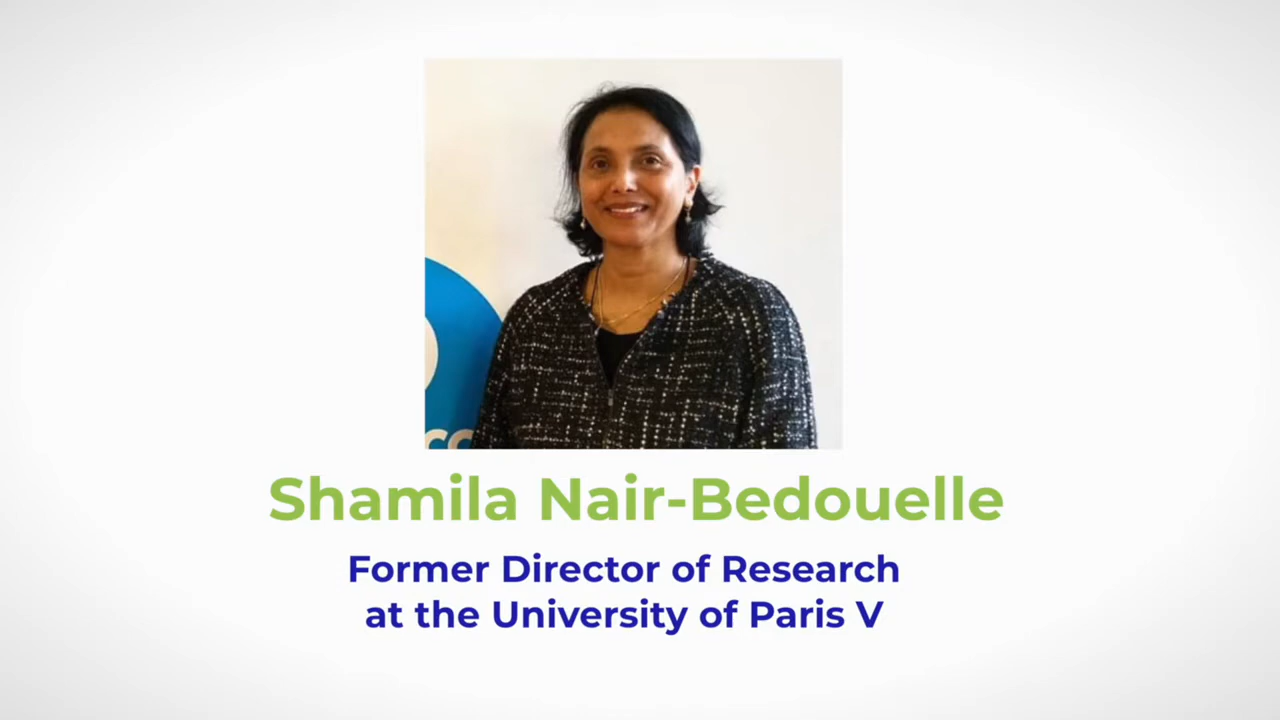 Shamila Nair-Bedouelle
Former Director of Research
at the University of Paris V